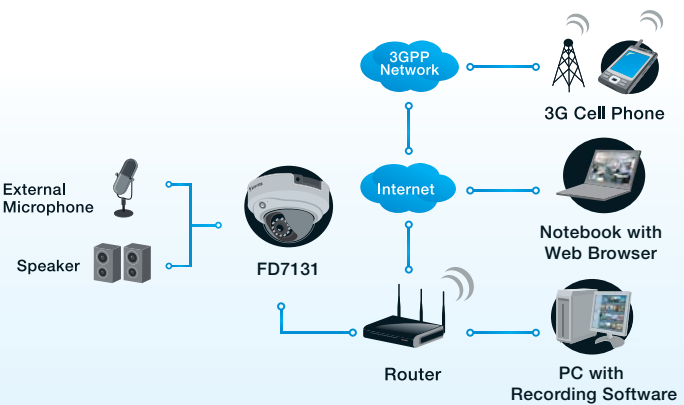 3GPP
Network
3G Cell Phone
External
Microphone
Internet
Notebook with
Web Browser
Speaker
FD7131
Router
PC with
Recording Software